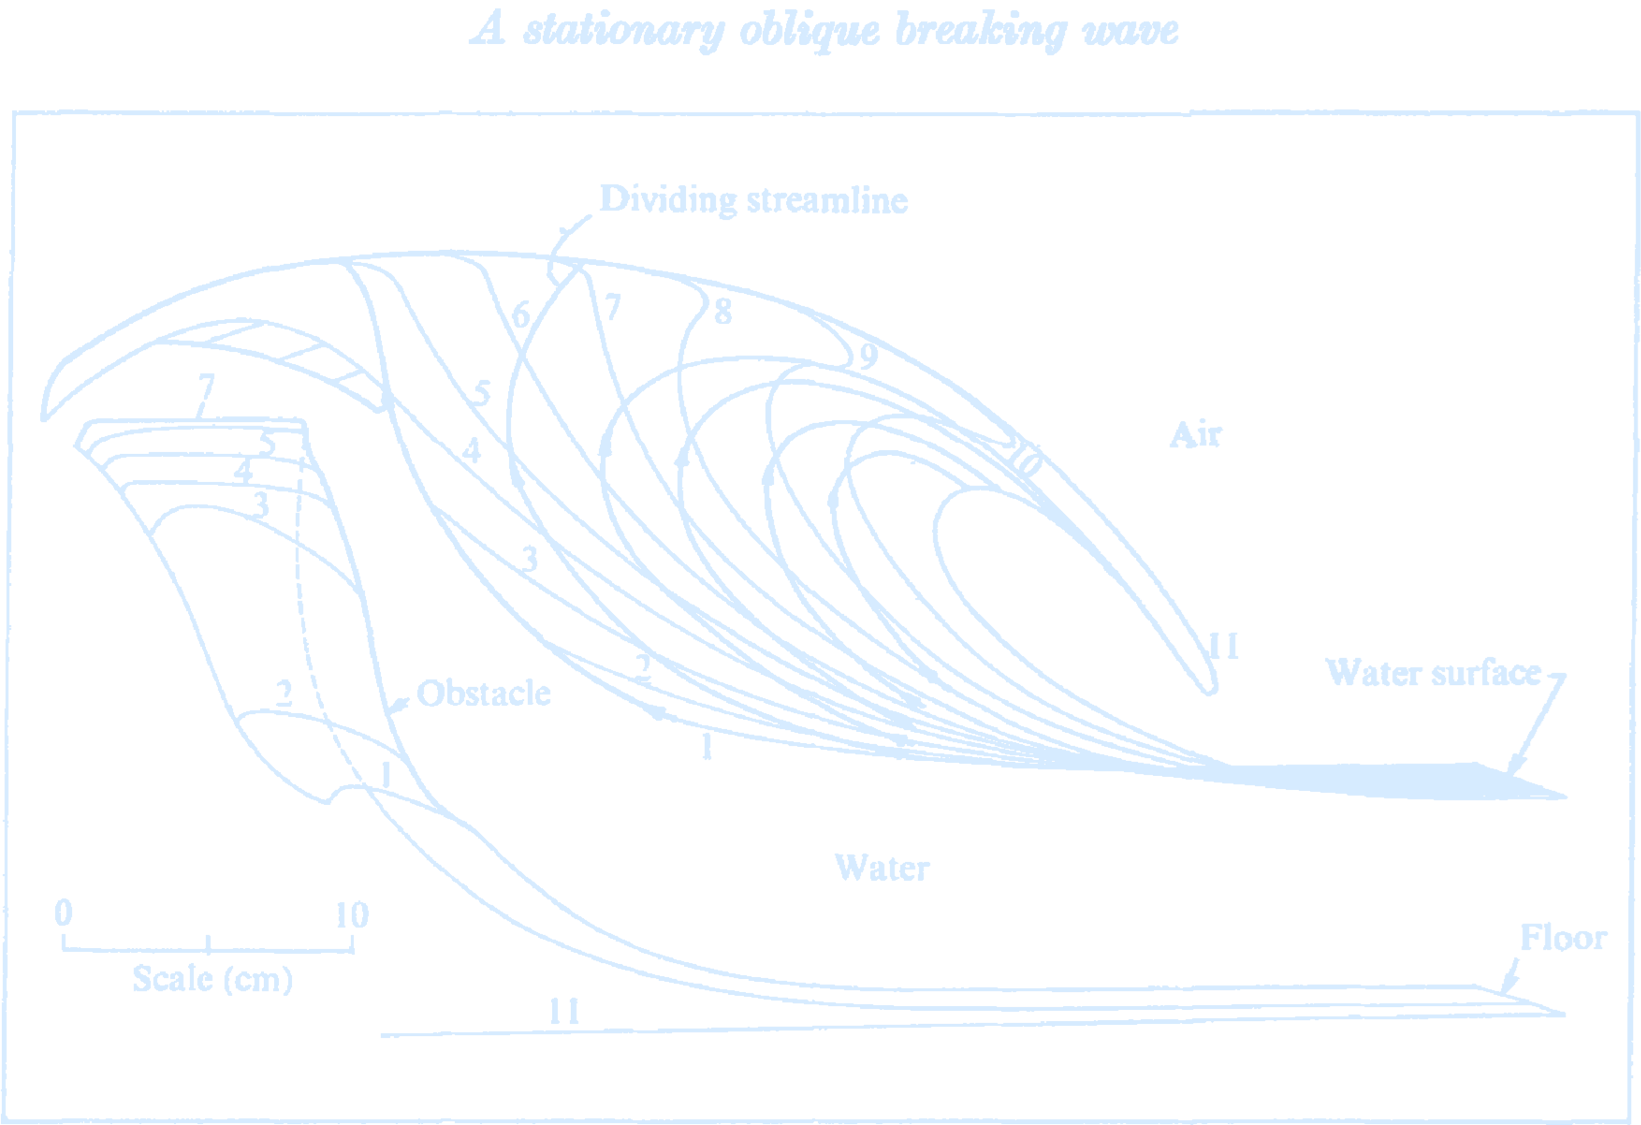 A stationary oblique breaking wave
Dividing streamline
6
7
8
9
5
7
4
5
4
3
10
Air
3
2
11
Water surface
2
Obstacle
1
1
Water
0
10
Scale (cm)
Floor
11